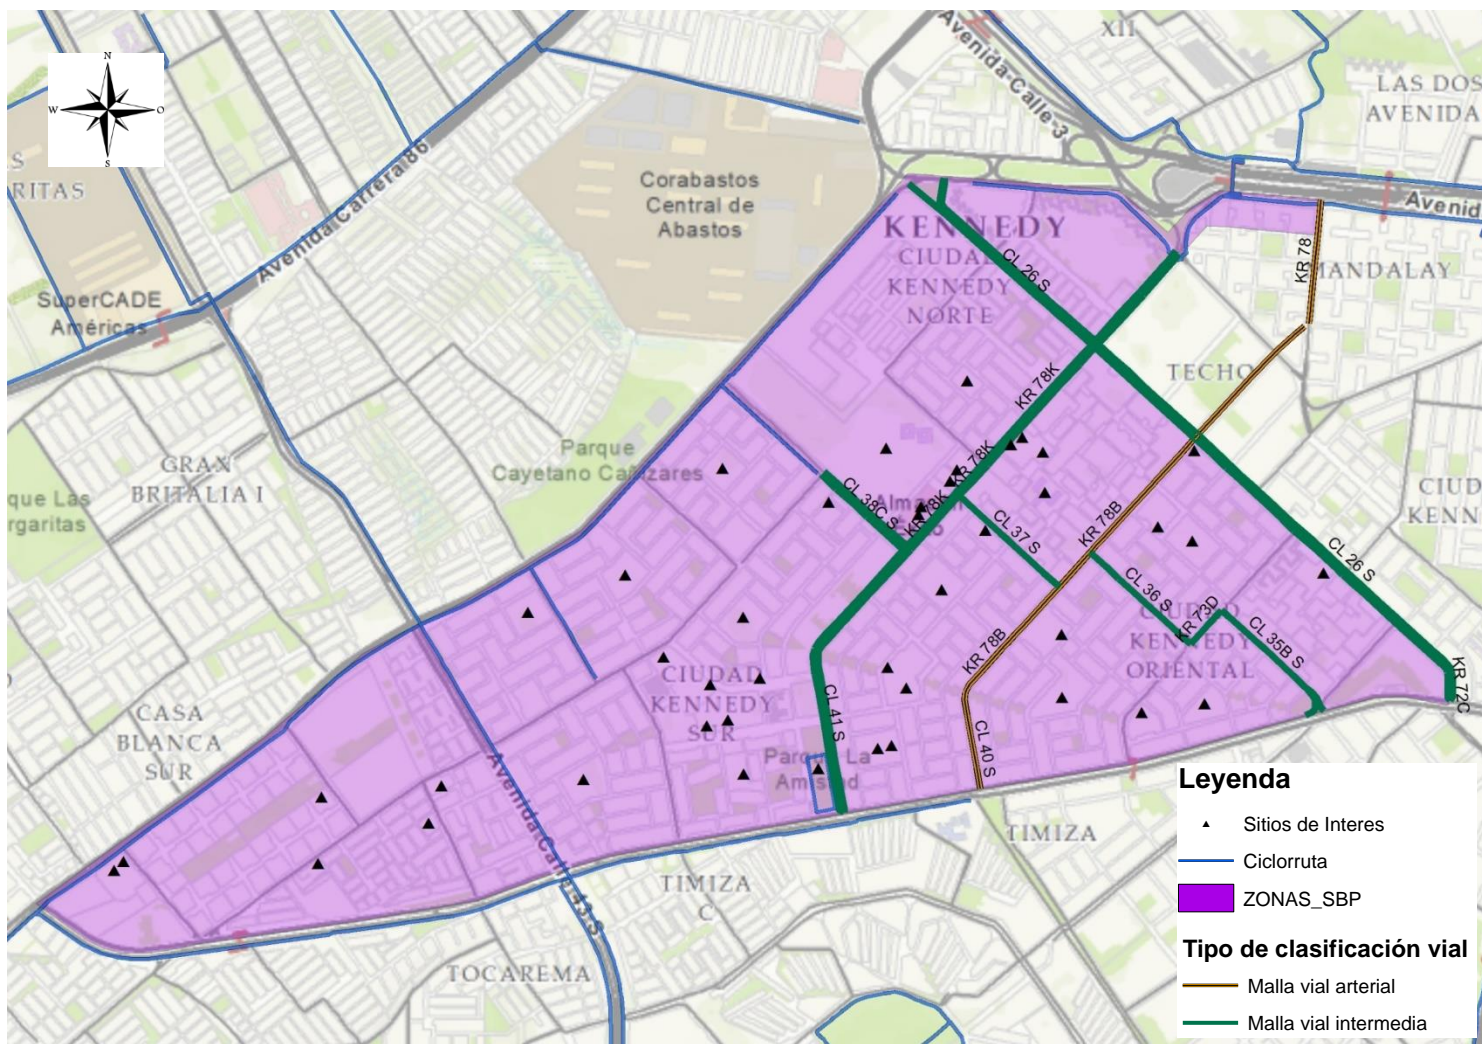 N
W
O
S
XII
LAS DOS
AVENIDA
Avenida Calle 3
S
RITAS
Avenida Carrera 86
Corabastos
Central de
Abastos
Avenid
KENNEDY
CIUDAD
KENNEDY
NORTE
CL 26 S
KR 78
MANDALAY
SuperCADE
Américas
TECHO
KR 78K
Parque
Cayetano Cañizares
GRAN
BRITALIA I
que Las
rgaritas
CIUD
KENN
KR 78K
CL 38C S
KR 78K
CL 37 S
KR 78B
CL 26 S
CL 36 S
KR 73D
CL 35B S
CIUDAD
KENNEDY
ORIENTAL
KR 78B
KR 72C
CIUDAD
KENNEDY
SUR
CL 41 S
CL 40 S
CASA
BLANCA
SUR
Parque La
Amistad
Avenida Calle 43 S
TIMIZA
TIMIZA
C
TOCAREMA
Leyenda
Sitios de Interes
Ciclorruta
ZONAS_SBP
Tipo de clasificación vial
Malla vial arterial
Malla vial intermedia